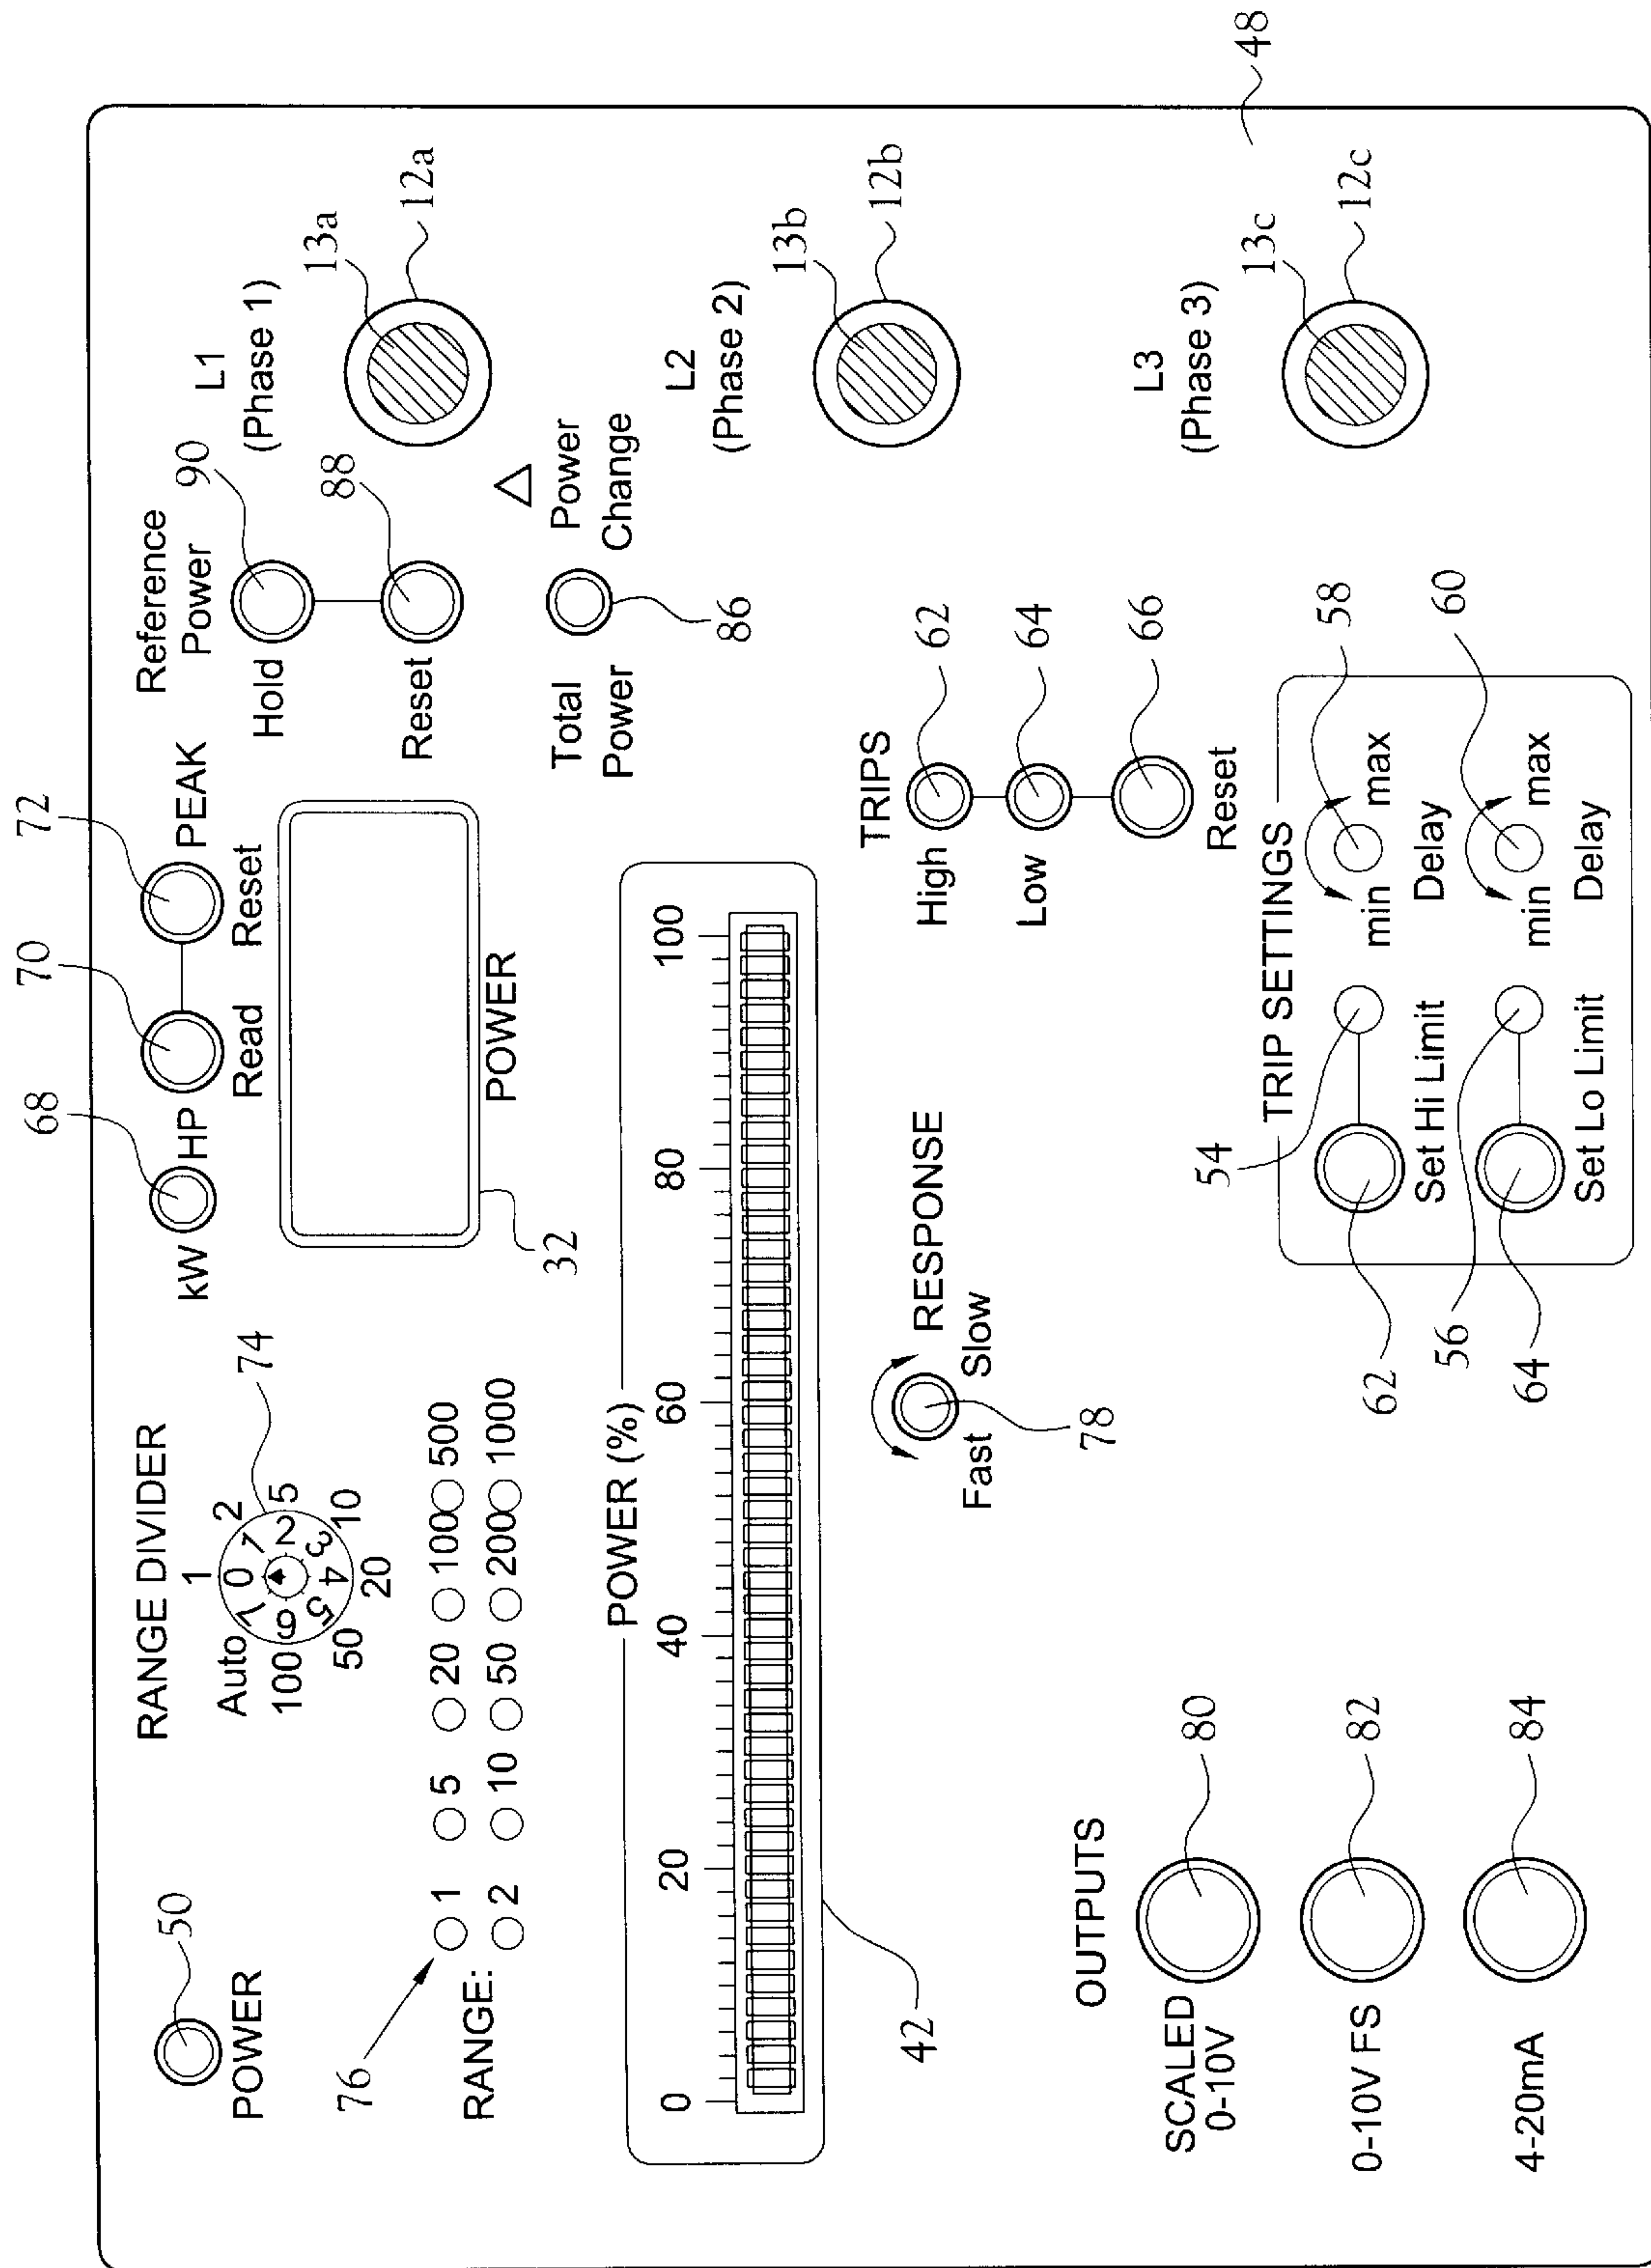 72
70
68
50
POWER
RANGE DIVIDER
Auto 1 2
100 5
50 20 10
0 1 2 3 4 5 6 7
74
kW HP
Read Reset
PEAK
Reference
Power
Hold
90
Reset
88
L1
(Phase 1)
13a
12a
76
RANGE:
1 5 20 100 500
2 10 50 200 1000
32
POWER
Total
Power
△
Power
Change
86
POWER (%)
0 20 40 60 80 100
42
L2
(Phase 2)
13b
12b
RESPONSE
Fast Slow
78
TRIPS
High
62
Low
64
66
Reset
L3
(Phase 3)
13c
12c
48
OUTPUTS
SCALED
0-10V
80
0-10V FS
82
4-20mA
84
TRIP SETTINGS
54
62
Set Hi Limit
min max
Delay
58
56
64
Set Lo Limit
min max
Delay
60